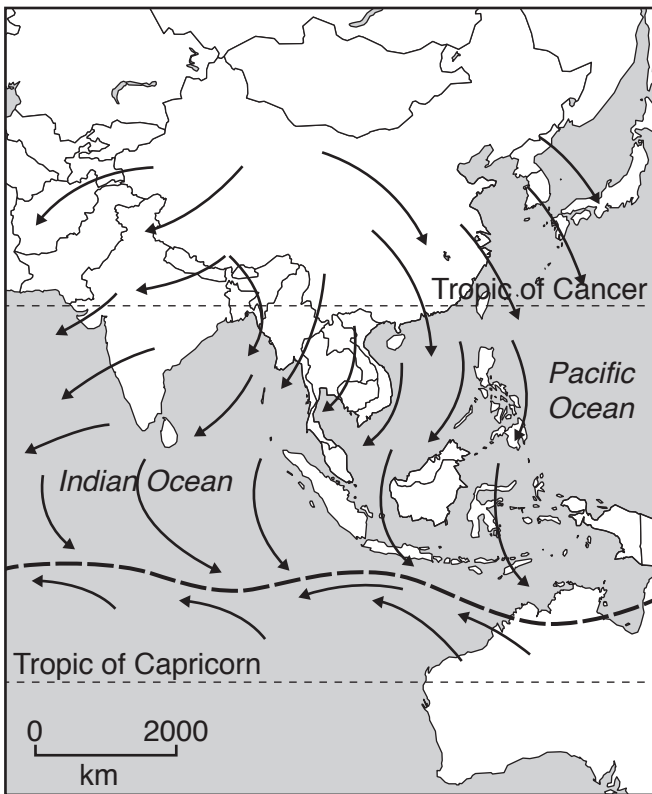 Tropic of Cancer
Pacific
Ocean
Indian Ocean
Tropic of Capricorn
0 2000
km